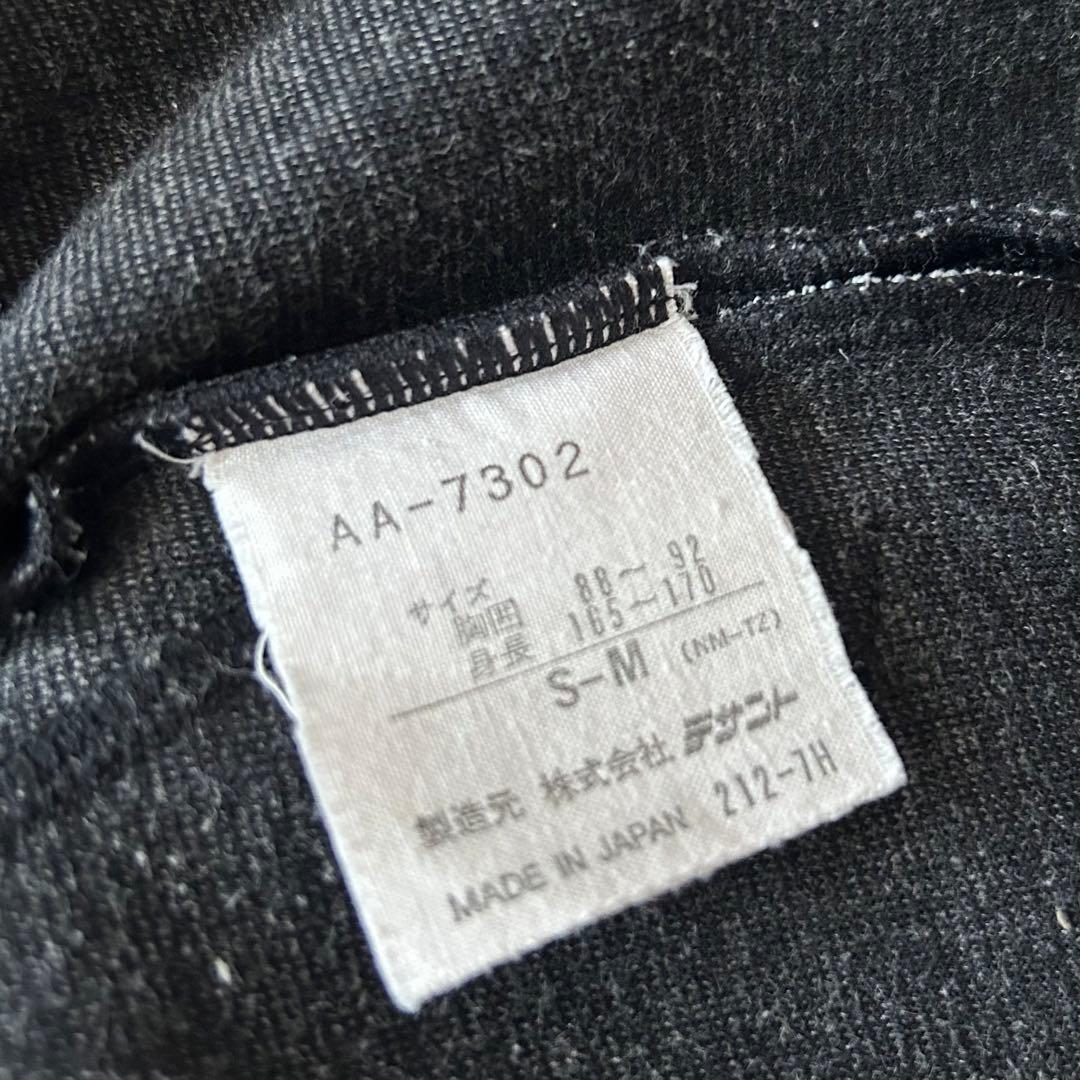 AA-7302
サイズ
胸囲 88～92
身長 165～170
S-M (NM-T2)
製造元 株式会社 デサント
MADE IN JAPAN 212-7H